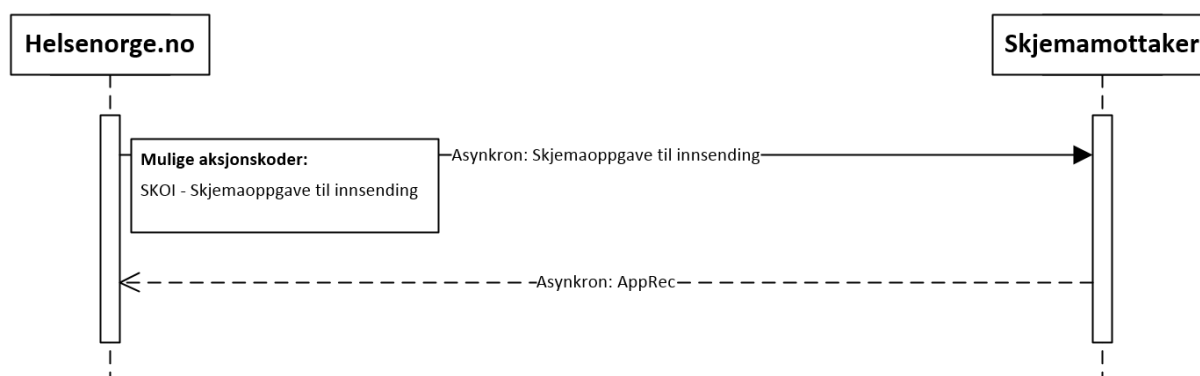 Helsenorge.no
Skjemamottaker
Mulige aksjonskoder:
SKOI - Skjemaoppgave til innsending
Asynkron: Skjemaoppgave til innsending
Asynkron: AppRec